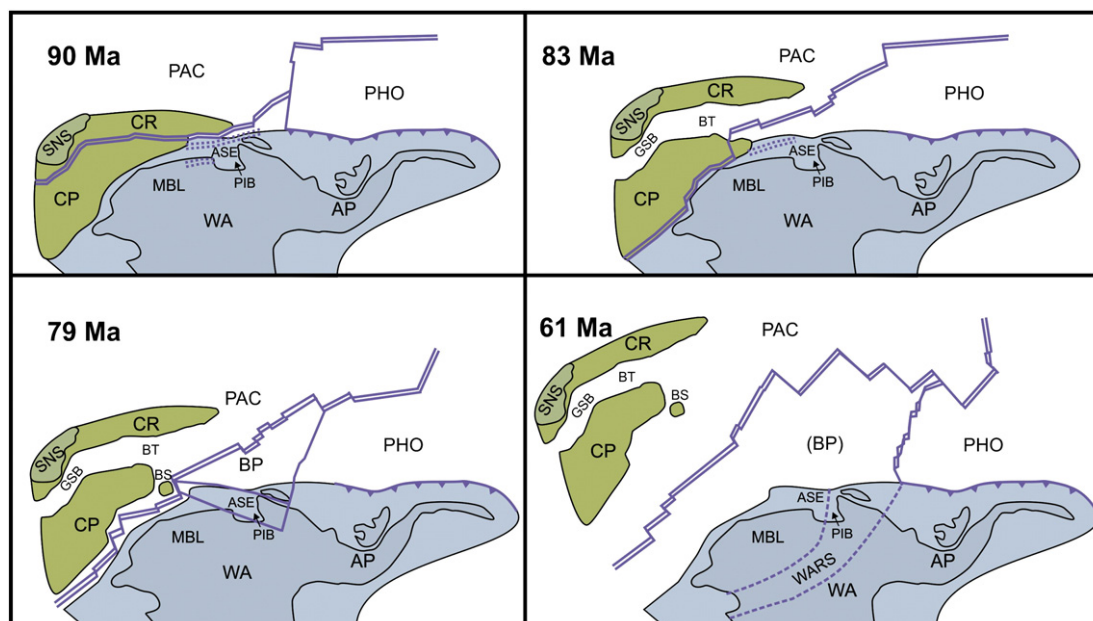 90 Ma
PAC
PHO
CR
SNS
ASE
MBL
PIB
CP
WA
AP
83 Ma
PAC
CR
PHO
SNS
BT
GSB
ASE
MBL
PIB
CP
WA
AP
79 Ma
PAC
CR
PHO
SNS
BT
BP
GSB
BS
ASE
CP
MBL
PIB
WA
AP
61 Ma
PAC
CR
BT
SNS
GSB
BS
CP
(BP)
PHO
ASE
MBL
PIB
WARS
WA
AP